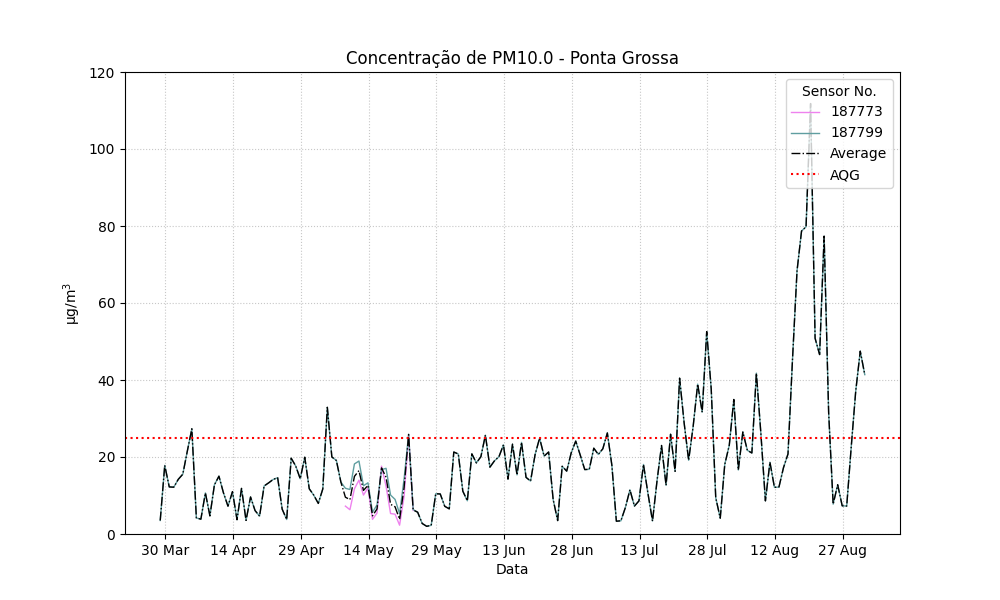 Concentração de PM10.0 - Ponta Grossa
120
100
80
60
40
20
0
µg/m³
Sensor No.
187773
187799
Average
AQG
30 Mar
14 Apr
29 Apr
14 May
29 May
13 Jun
28 Jun
13 Jul
28 Jul
12 Aug
27 Aug
Data